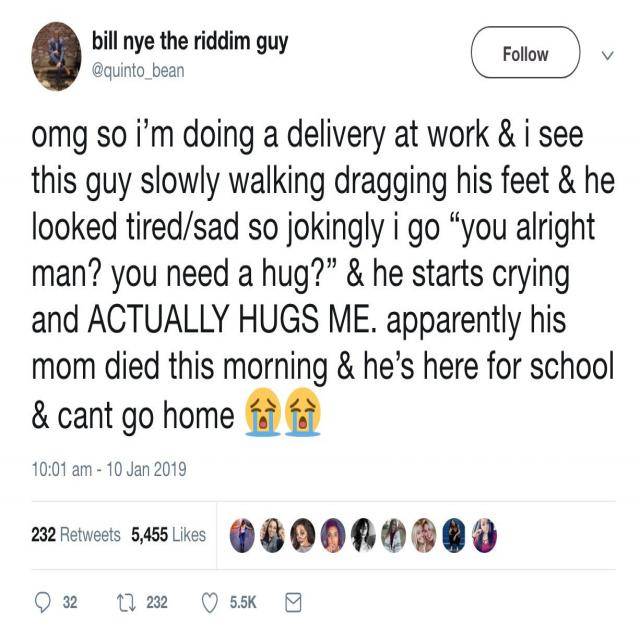 bill nye the riddim guy
@quinto_bean
Follow
omg so i’m doing a delivery at work & i see
this guy slowly walking dragging his feet & he
looked tired/sad so jokingly i go “you alright
man? you need a hug?” & he starts crying
and ACTUALLY HUGS ME. apparently his
mom died this morning & he’s here for school
& cant go home 😭😭
10:01 am - 10 Jan 2019
232 Retweets 5,455 Likes
32 232 5.5K